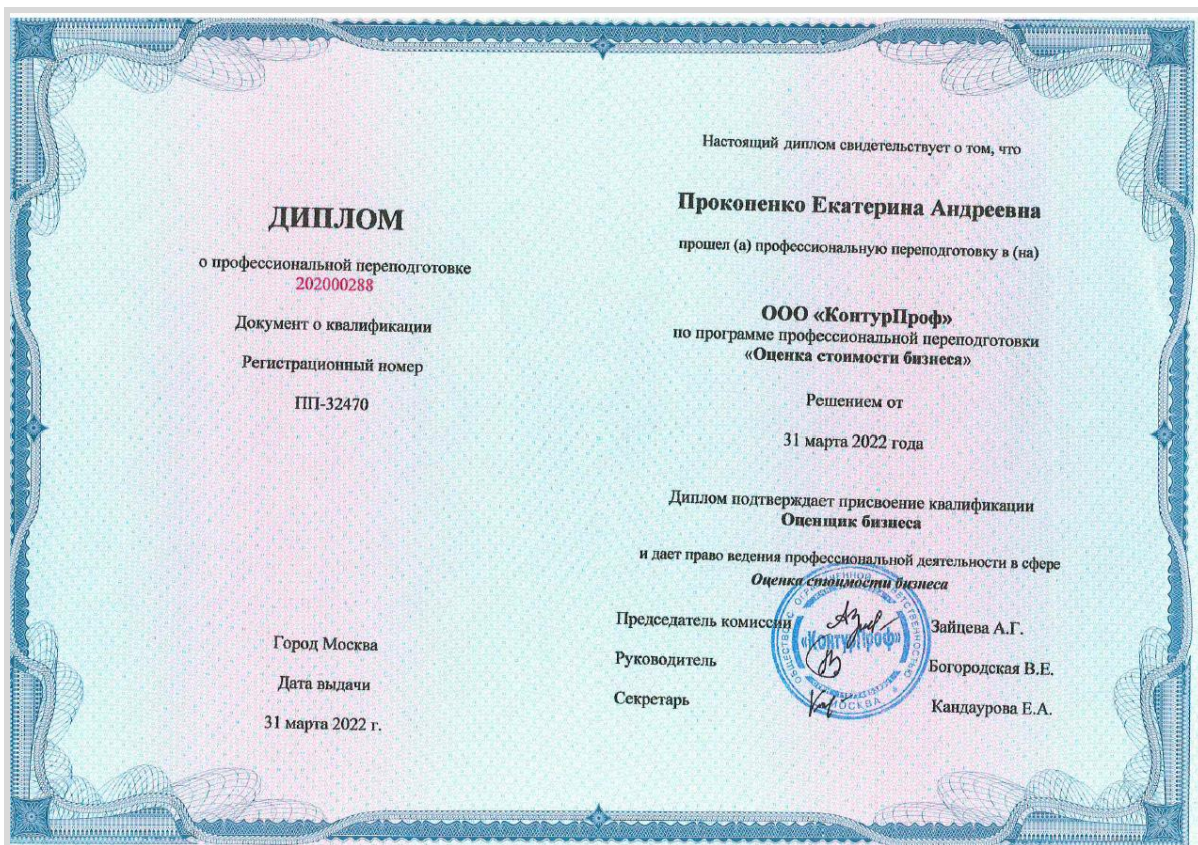 ДИПЛОМ
о профессиональной переподготовке
202000288
Документ о квалификации
Регистрационный номер
ПП-32470
Город Москва
Дата выдачи
31 марта 2022 г.
Настоящий диплом свидетельствует о том, что
Прокопенко Екатерина Андреевна
прошел (а) профессиональную переподготовку в (на)
ООО «КонтурПроф»
по программе профессиональной переподготовки
«Оценка стоимости бизнеса»
Решением от
31 марта 2022 года
Диплом подтверждает присвоение квалификации
Оценщик бизнеса
и дает право ведения профессиональной деятельности в сфере
Оценка стоимости бизнеса
Председатель комиссии Зайцева А.Г.
Руководитель Богородская В.Е.
Секретарь Кандаурова Е.А.
«КонтурПроф»
МОСКВА